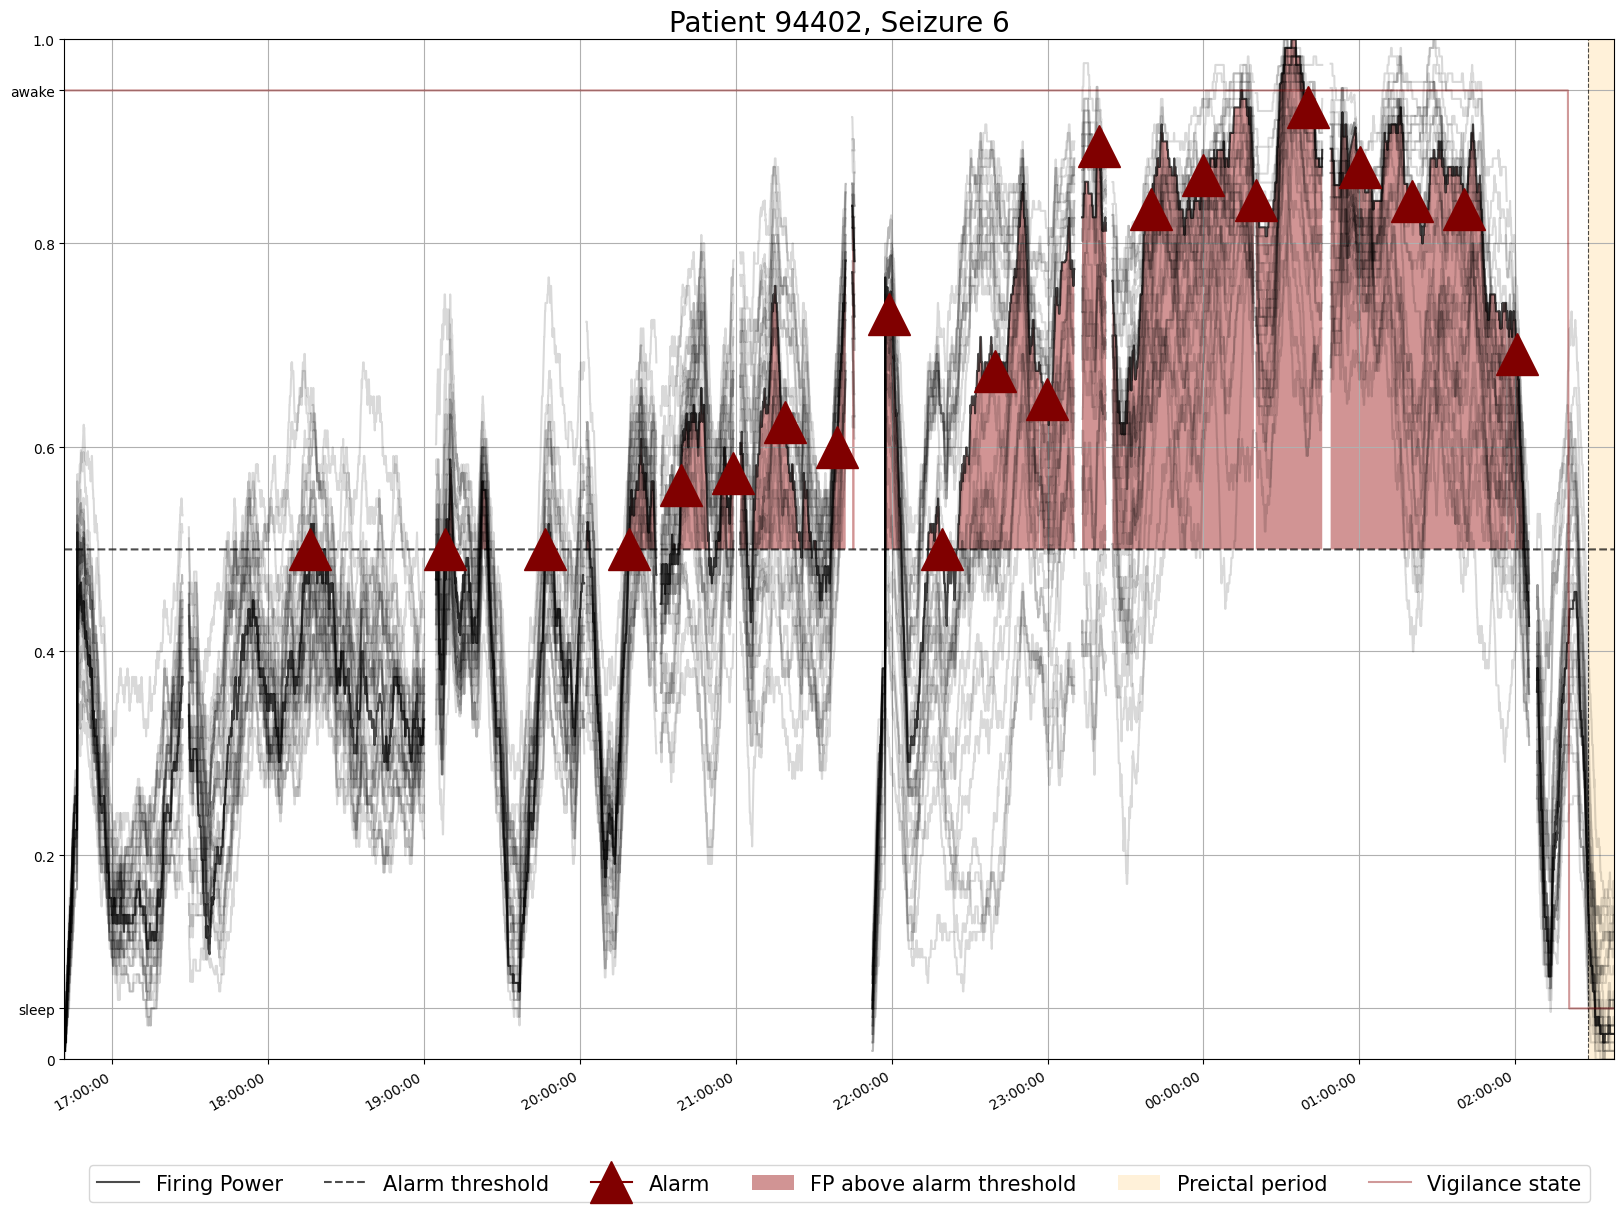 Patient 94402, Seizure 6
1.0
awake
0.8
0.6
0.4
0.2
sleep
0
17:00:00 18:00:00 19:00:00 20:00:00 21:00:00 22:00:00 23:00:00 00:00:00 01:00:00 02:00:00
Firing Power Alarm threshold Alarm FP above alarm threshold Preictal period Vigilance state